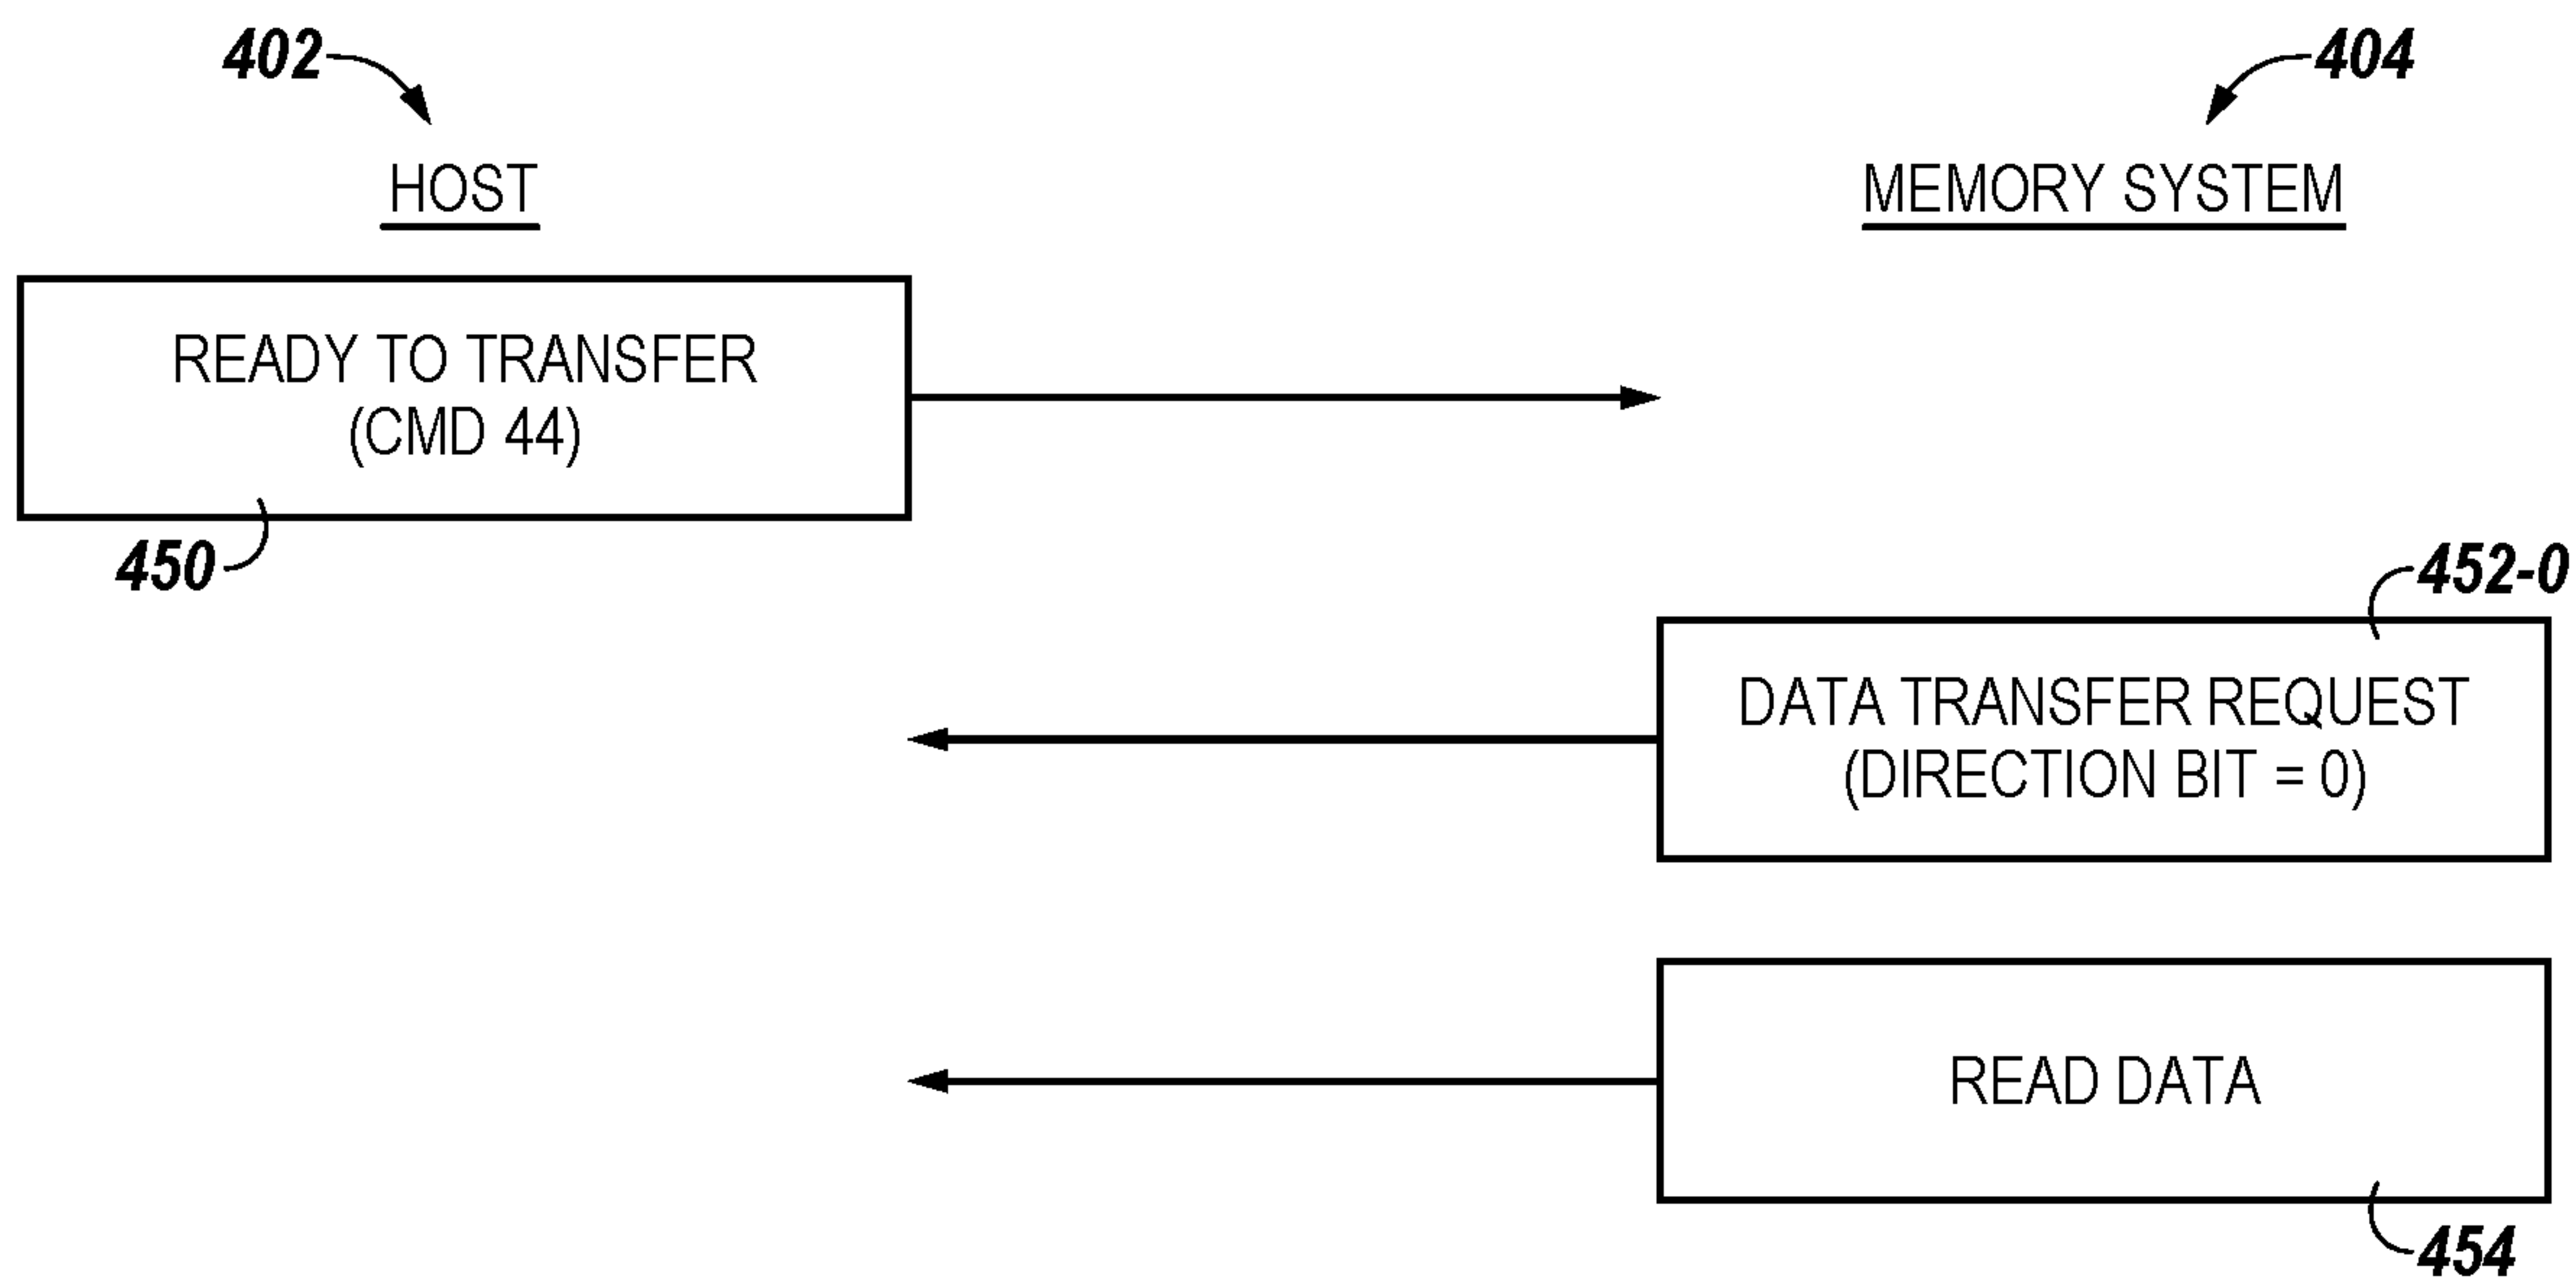 402
404
HOST
MEMORY SYSTEM
READY TO TRANSFER
(CMD 44)
450
452-0
DATA TRANSFER REQUEST
(DIRECTION BIT = 0)
READ DATA
454